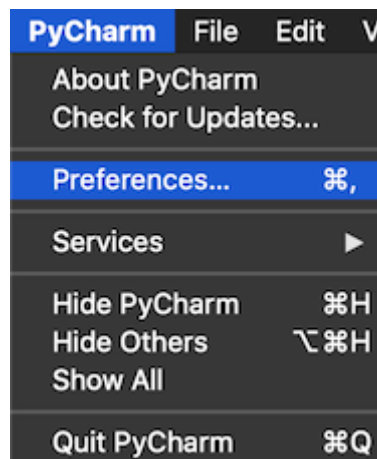 PyCharm File Edit V
About PyCharm
Check for Updates...
Preferences... ⌘,
Services ▶
Hide PyCharm ⌘H
Hide Others ⌥⌘H
Show All
Quit PyCharm ⌘Q